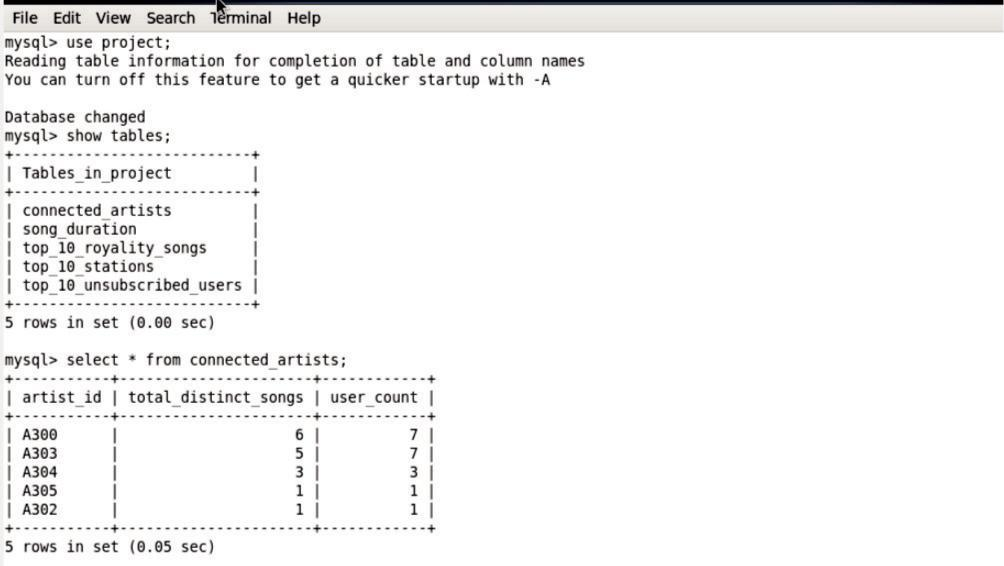 File Edit View Search Terminal Help
mysql> use project;
Reading table information for completion of table and column names
You can turn off this feature to get a quicker startup with -A

Database changed
mysql> show tables;
+---------------------------+
| Tables_in_project         |
+---------------------------+
| connected_artists         |
| song_duration             |
| top_10_royality_songs     |
| top_10_stations           |
| top_10_unsubscribed_users |
+---------------------------+
5 rows in set (0.00 sec)

mysql> select * from connected_artists;
+-----------+----------------------+------------+
| artist_id | total_distinct_songs | user_count |
+-----------+----------------------+------------+
| A300      |                    6 |          7 |
| A303      |                    5 |          7 |
| A304      |                    3 |          3 |
| A305      |                    1 |          1 |
| A302      |                    1 |          1 |
+-----------+----------------------+------------+
5 rows in set (0.05 sec)